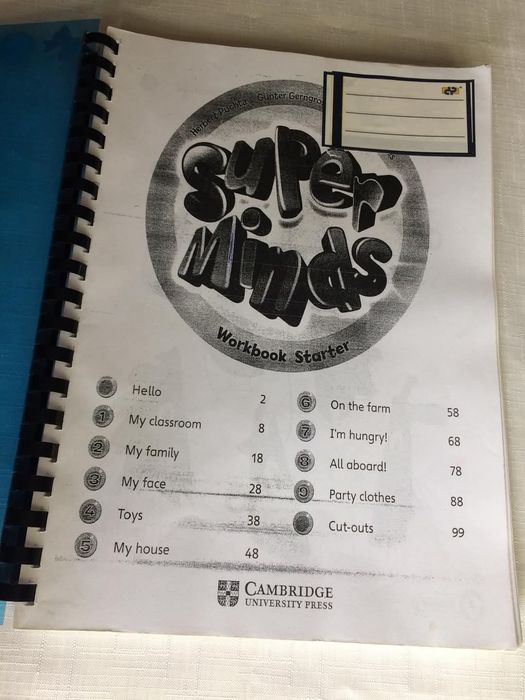 Herbert Puchta Günter Gerngro
super
minds
Workbook Starter
Hello 2
1 My classroom 8
2 My family 18
3 My face 28
4 Toys 38
5 My house 48
6 On the farm 58
7 I'm hungry! 68
8 All aboard! 78
9 Party clothes 88
Cut-outs 99
CAMBRIDGE
UNIVERSITY PRESS